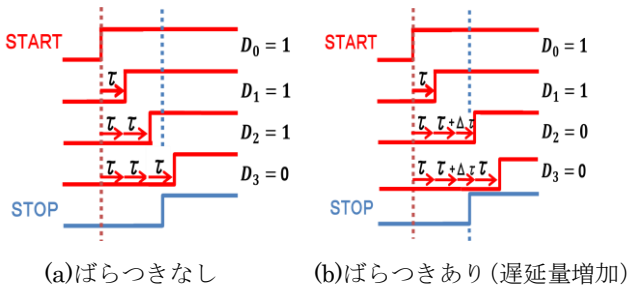 START
D₀ = 1
τ
D₁ = 1
τ τ
D₂ = 1
τ τ τ
D₃ = 0
STOP
(a)ばらつきなし
START
D₀ = 1
τ
D₁ = 1
τ τ+Δτ
D₂ = 0
τ τ+Δτ τ
D₃ = 0
STOP
(b)ばらつきあり(遅延量増加)